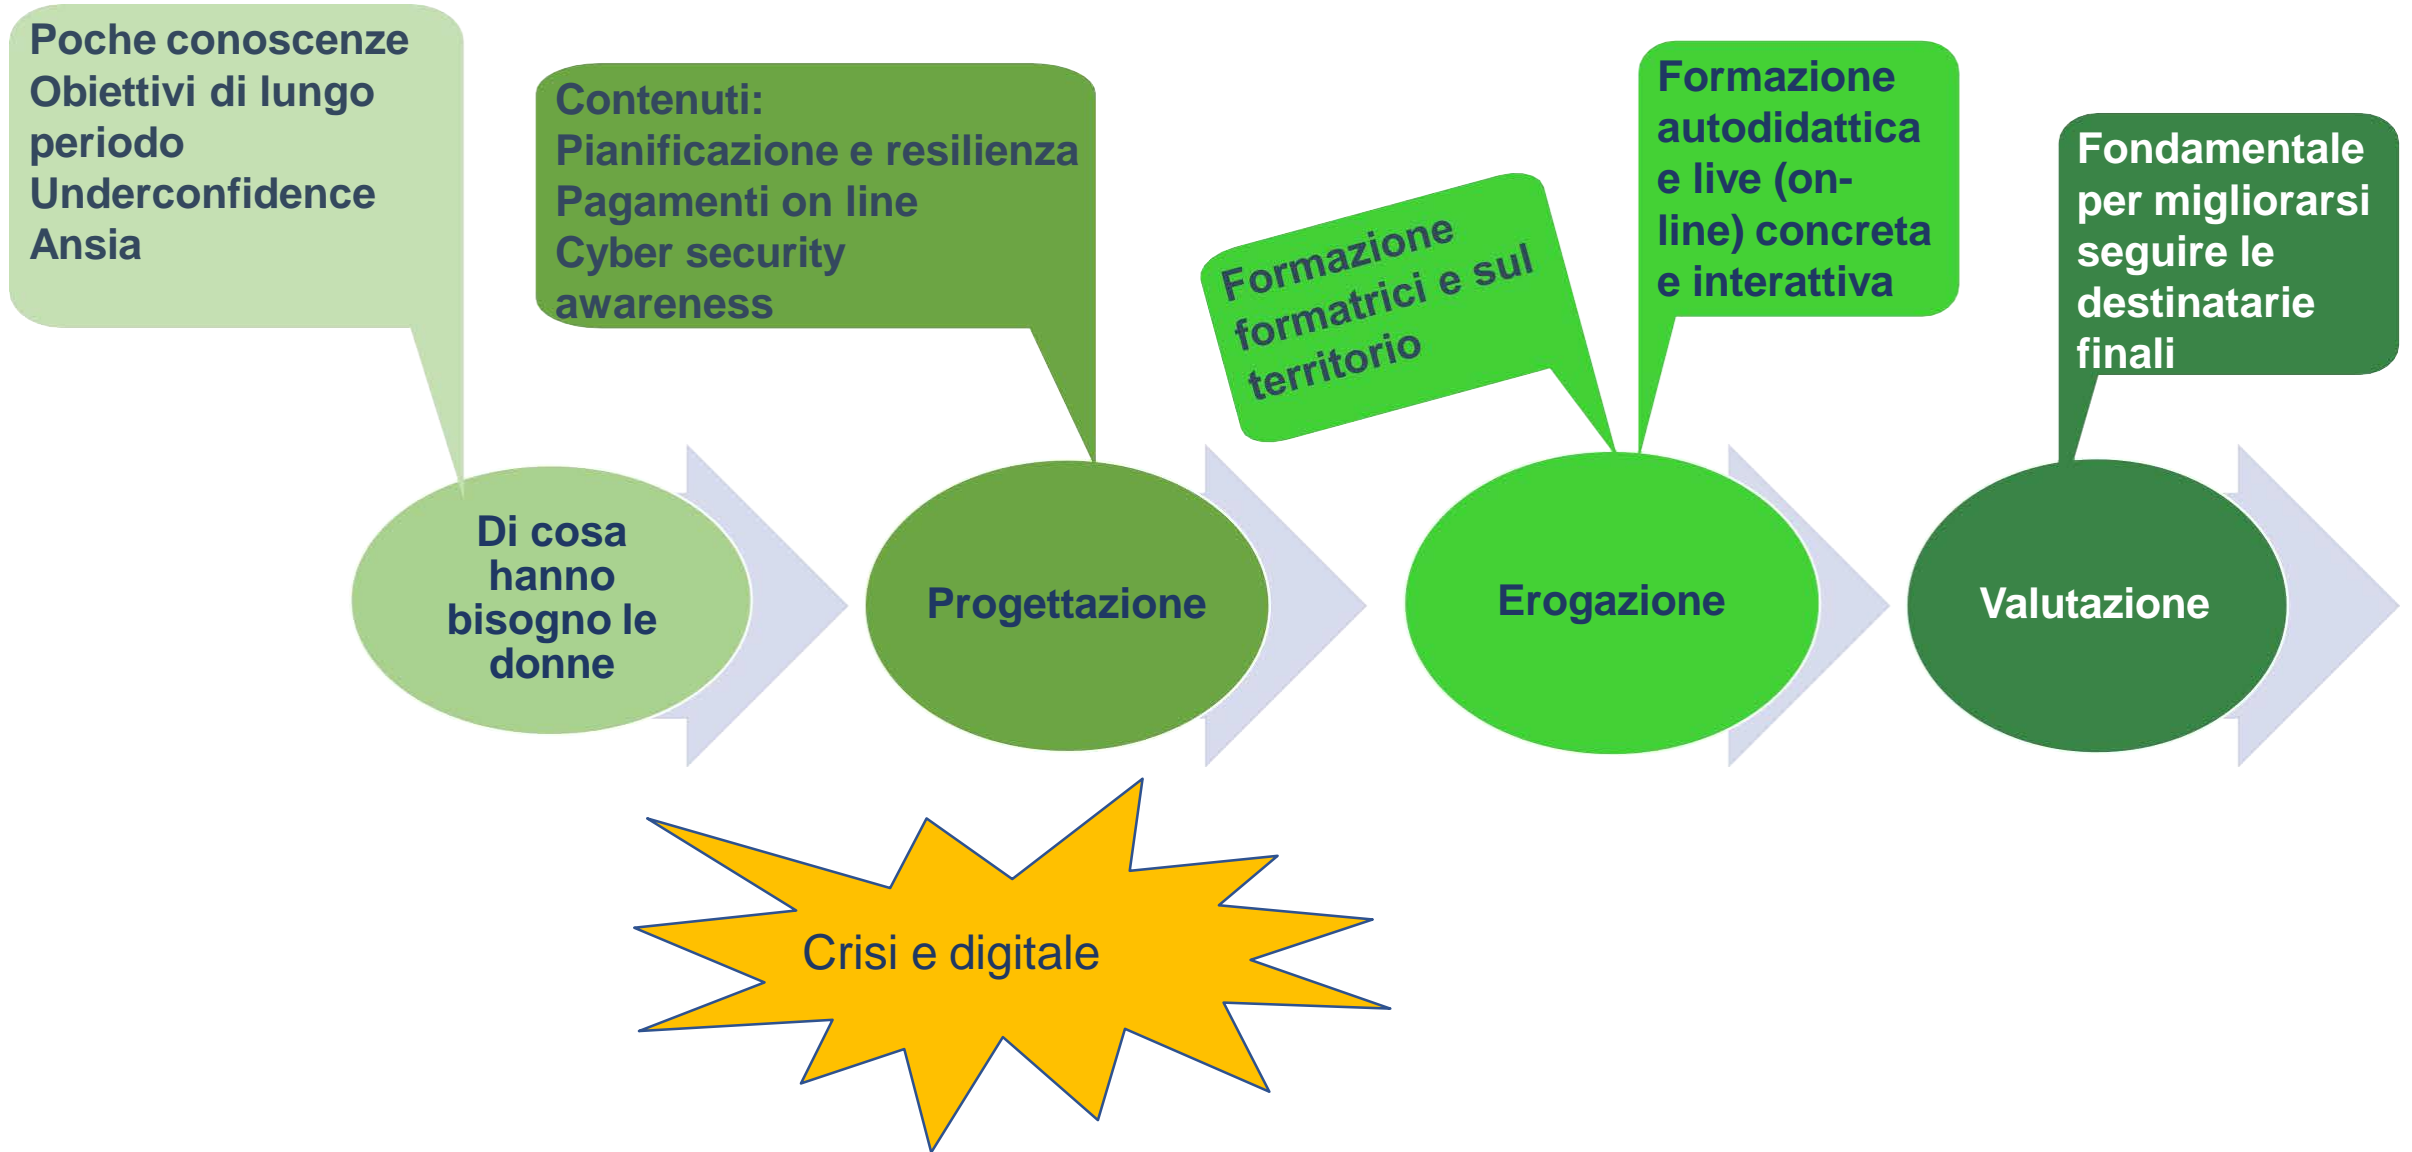 Poche conoscenze
Obiettivi di lungo
periodo
Underconfidence
Ansia
Contenuti:
Pianificazione e resilienza
Pagamenti on line
Cyber security
awareness
Formazione
formatrici e sul
territorio
Formazione
autodidattica
e live (on-
line) concreta
e interattiva
Fondamentale
per migliorarsi
seguire le
destinatarie
finali
Di cosa
hanno
bisogno le
donne
Progettazione
Erogazione
Valutazione
Crisi e digitale